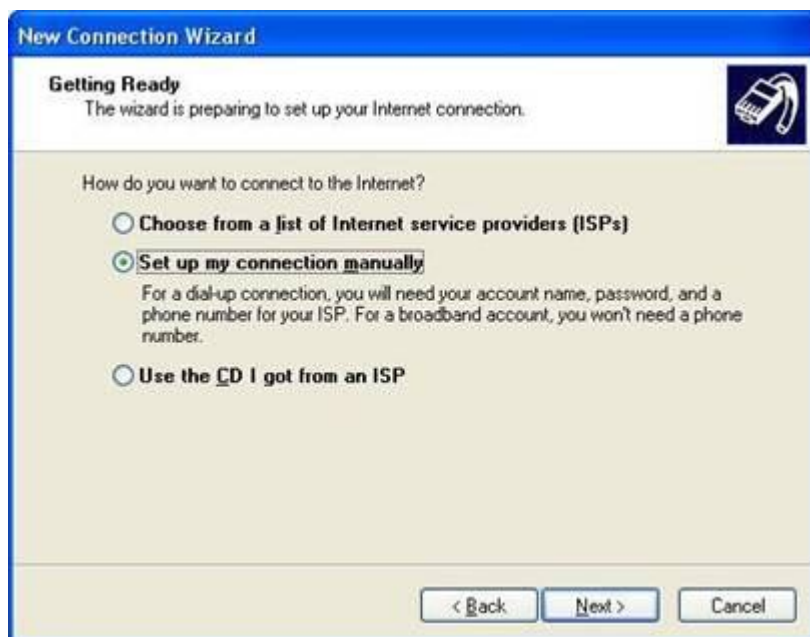 New Connection Wizard
Getting Ready
The wizard is preparing to set up your Internet connection.
How do you want to connect to the Internet?
Choose from a list of Internet service providers (ISPs)
Set up my connection manually
For a dial-up connection, you will need your account name, password, and a
phone number for your ISP. For a broadband account, you won't need a phone
number.
Use the CD I got from an ISP
< Back Next > Cancel